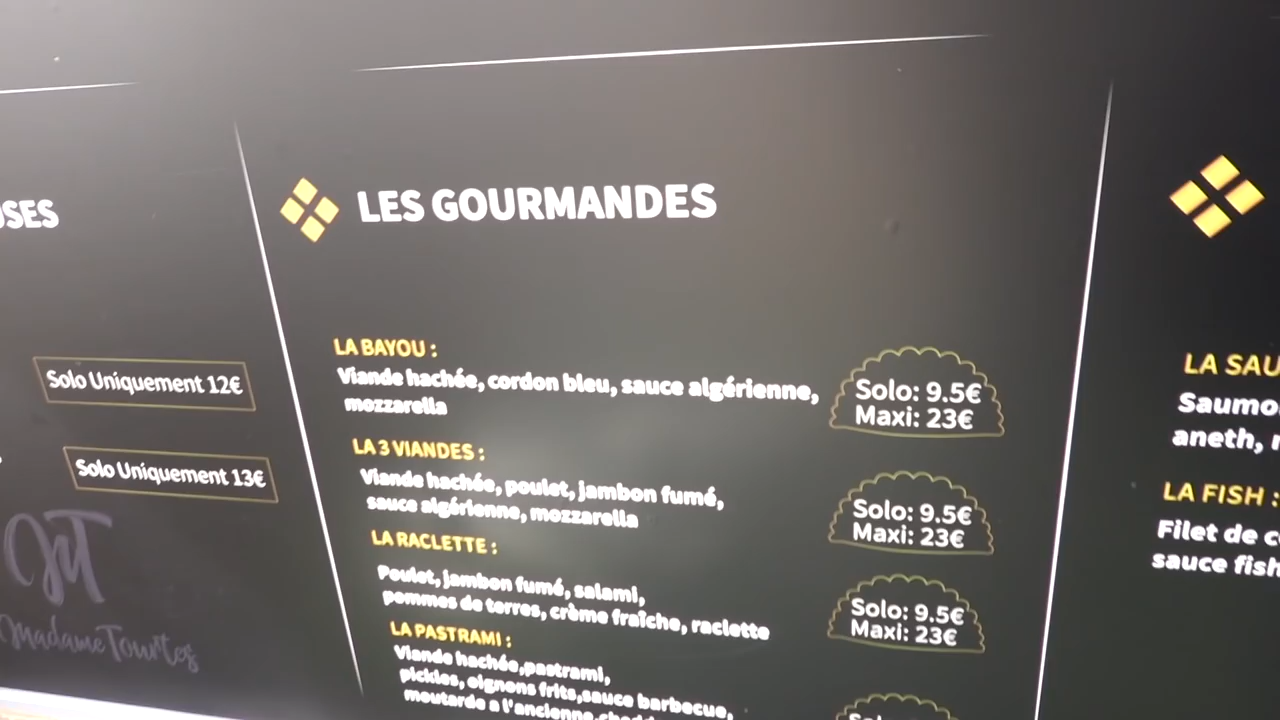 Solo Uniquement 12€
Solo Uniquement 13€
Madame Tourtes
LES GOURMANDES
LA BAYOU :
Viande hachée, cordon bleu, sauce algérienne,
mozzarella
Solo: 9.5€
Maxi: 23€
LA 3 VIANDES :
Viande hachée, poulet, jambon fumé,
sauce algérienne, mozzarella
Solo: 9.5€
Maxi: 23€
LA RACLETTE :
Poulet, jambon fumé, salami,
pommes de terres, crème fraîche, raclette
Solo: 9.5€
Maxi: 23€
LA PASTRAMI :
Viande hachée,pastrami,
pickles, oignons frits,sauce barbecue,
moutarde a l'ancienne,
LA
aneth,
LA FISH :
Filet de
sauce fish